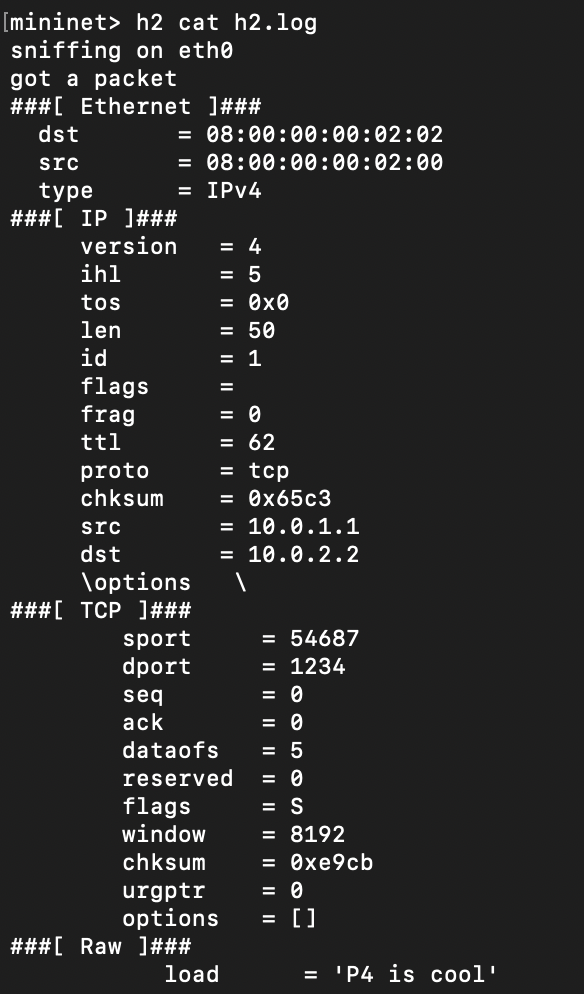 [mininet> h2 cat h2.log
sniffing on eth0
got a packet
###[ Ethernet ]###
  dst       = 08:00:00:00:02:02
  src       = 08:00:00:00:02:00
  type      = IPv4
###[ IP ]###
     version   = 4
     ihl       = 5
     tos       = 0x0
     len       = 50
     id        = 1
     flags     =
     frag      = 0
     ttl       = 62
     proto     = tcp
     chksum    = 0x65c3
     src       = 10.0.1.1
     dst       = 10.0.2.2
     \options   \
###[ TCP ]###
        sport     = 54687
        dport     = 1234
        seq       = 0
        ack       = 0
        dataofs   = 5
        reserved  = 0
        flags     = S
        window    = 8192
        chksum    = 0xe9cb
        urgptr    = 0
        options   = []
###[ Raw ]###
           load      = 'P4 is cool'